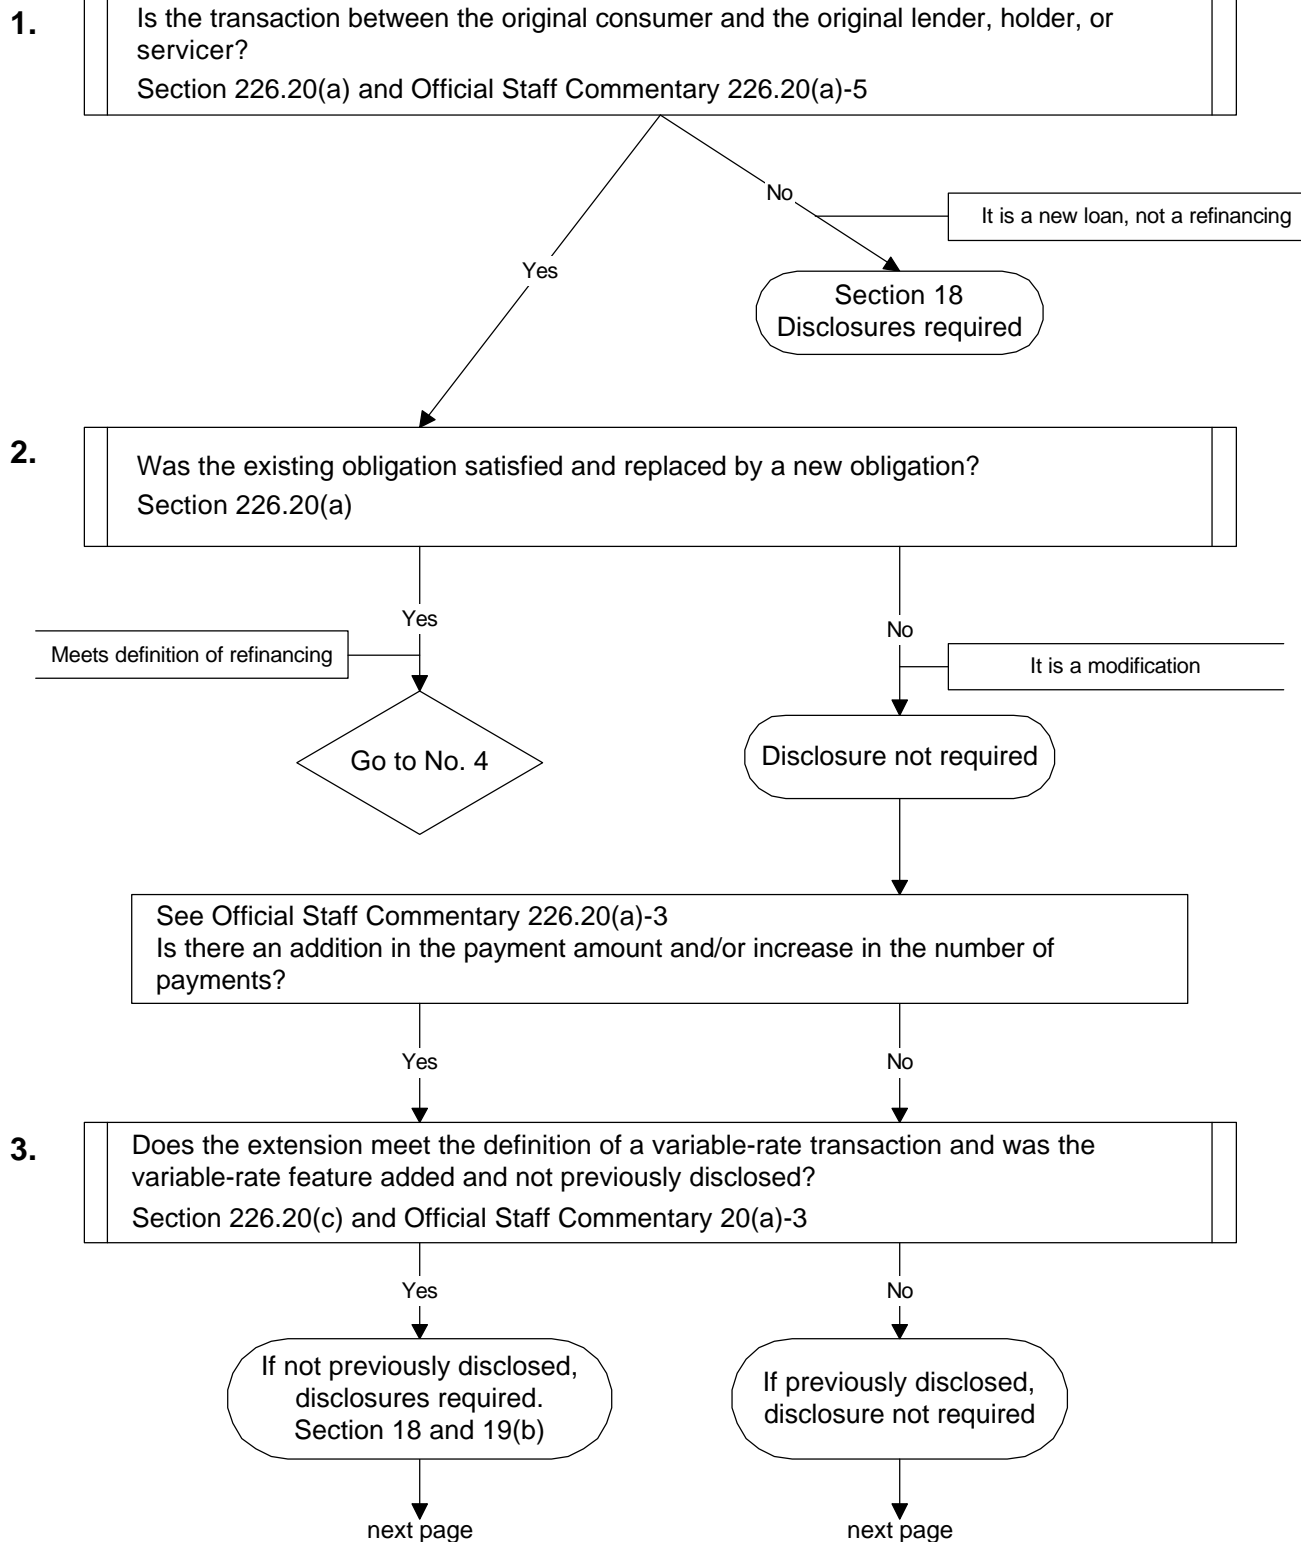 1.
Is the transaction between the original consumer and the original lender, holder, or
servicer?
Section 226.20(a) and Official Staff Commentary 226.20(a)-5
No
It is a new loan, not a refinancing
Yes
Section 18
Disclosures required
2.
Was the existing obligation satisfied and replaced by a new obligation?
Section 226.20(a)
Yes
No
Meets definition of refinancing
It is a modification
Go to No. 4
Disclosure not required
See Official Staff Commentary 226.20(a)-3
Is there an addition in the payment amount and/or increase in the number of
payments?
Yes
No
3.
Does the extension meet the definition of a variable-rate transaction and was the
variable-rate feature added and not previously disclosed?
Section 226.20(c) and Official Staff Commentary 20(a)-3
Yes
No
If not previously disclosed,
disclosures required.
Section 18 and 19(b)
If previously disclosed,
disclosure not required
next page
next page